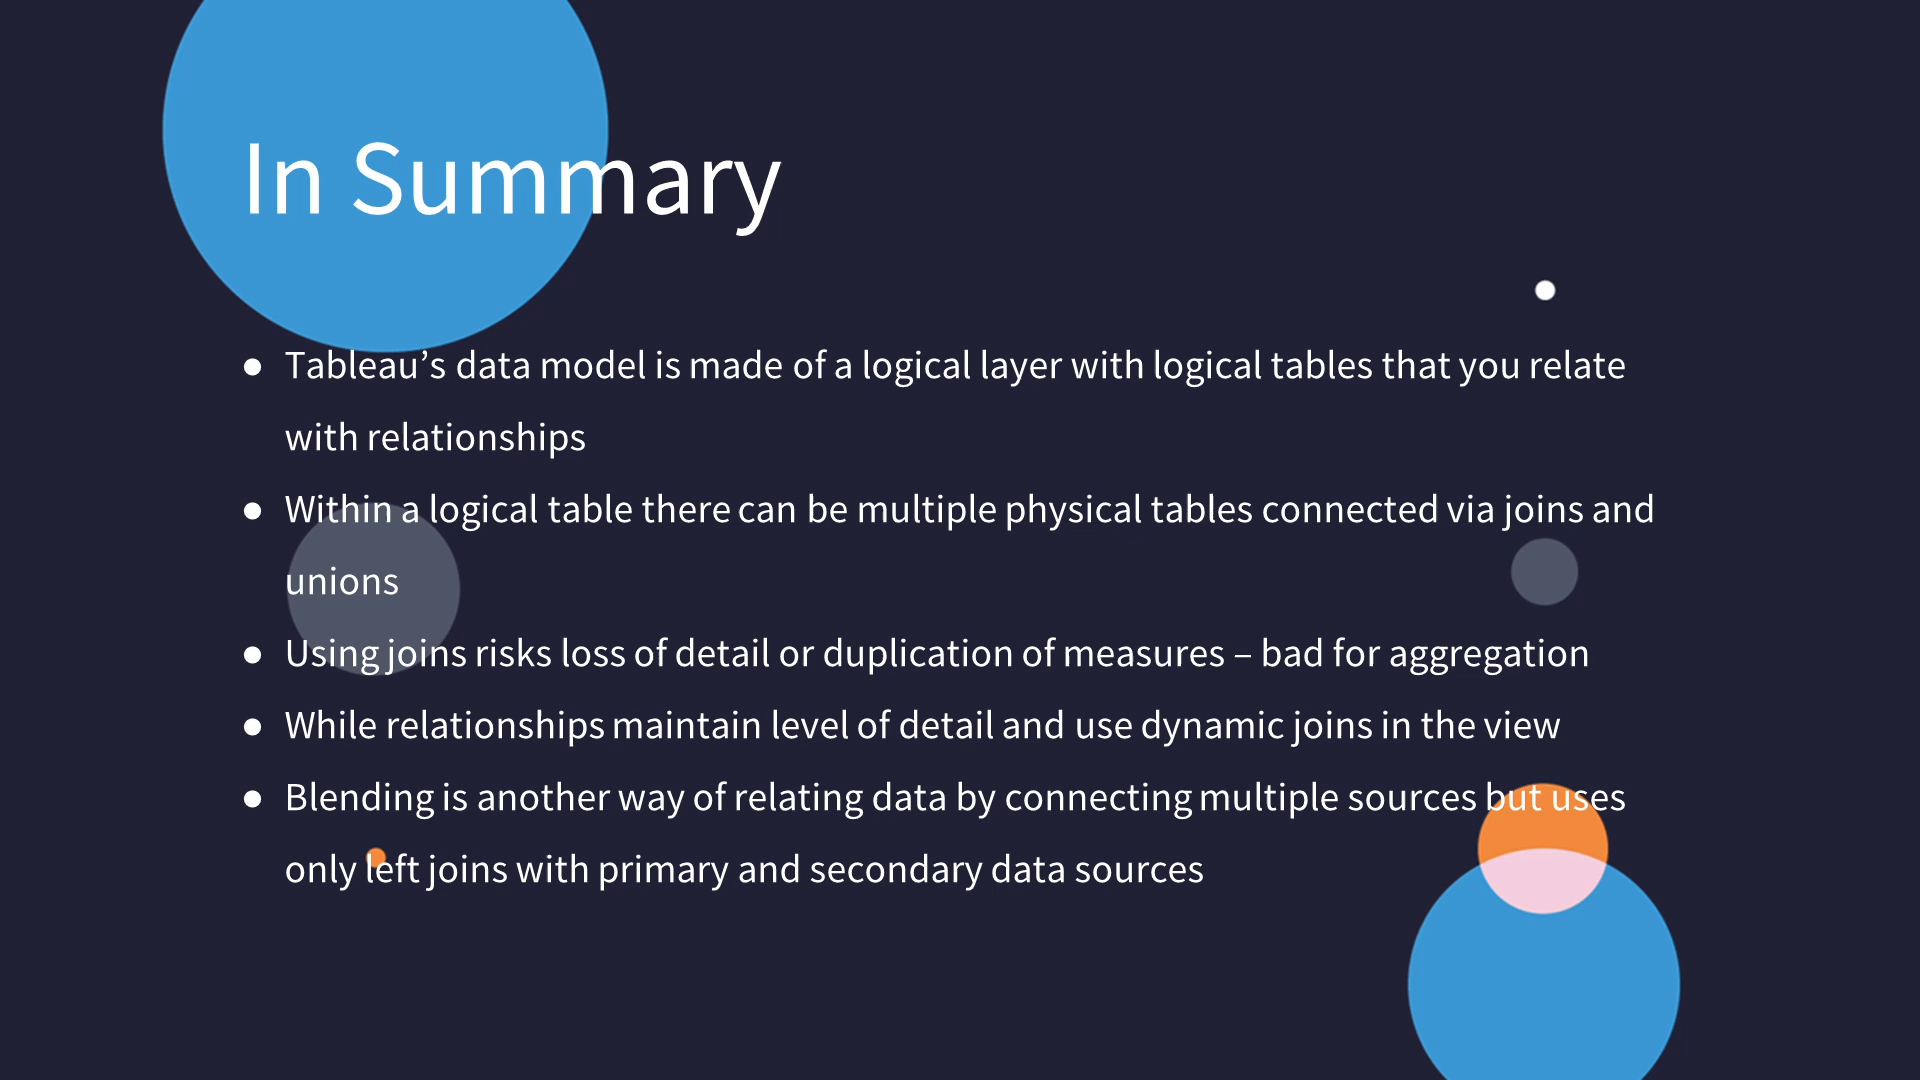 In Summary
● Tableau’s data model is made of a logical layer with logical tables that you relate
with relationships
● Within a logical table there can be multiple physical tables connected via joins and
unions
● Using joins risks loss of detail or duplication of measures – bad for aggregation
● While relationships maintain level of detail and use dynamic joins in the view
● Blending is another way of relating data by connecting multiple sources but uses
only left joins with primary and secondary data sources